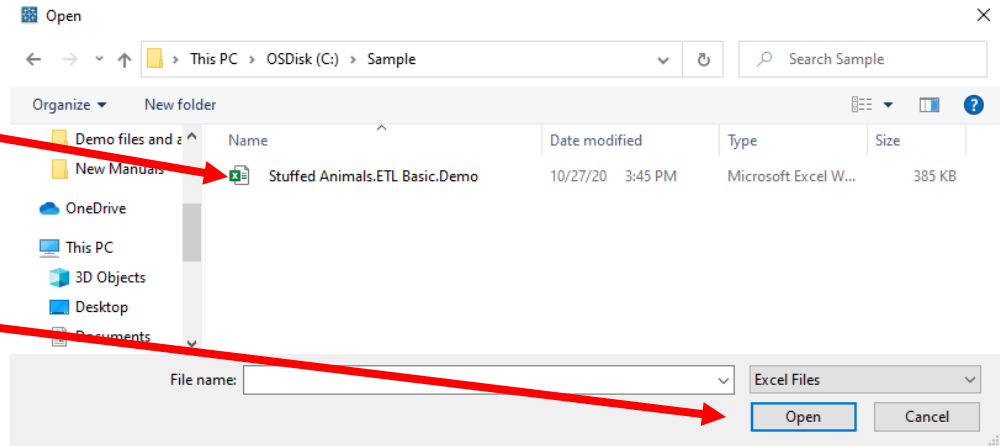 Open
This PC > OSDisk (C:) > Sample
Search Sample
Organize
New folder
Name
Date modified
Type
Size
Demo files and a
New Manuals
OneDrive
This PC
3D Objects
Desktop
Documents
Stuffed Animals.ETL Basic.Demo 10/27/20 3:45 PM Microsoft Excel W... 385 KB
File name:
Excel Files
Open
Cancel